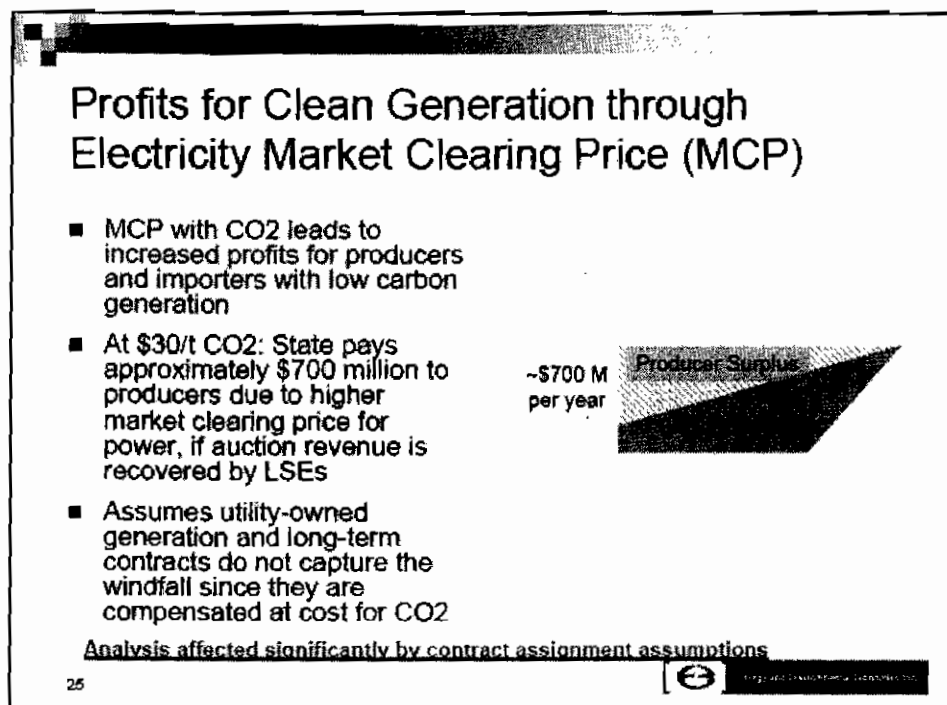 Profits for Clean Generation through
Electricity Market Clearing Price (MCP)
■ MCP with CO2 leads to
increased profits for producers
and importers with low carbon
generation
■ At $30/t CO2: State pays
approximately $700 million to
producers due to higher
market clearing price for
power, if auction revenue is
recovered by LSEs
~$700 M
per year
Producer Surplus
■ Assumes utility-owned
generation and long-term
contracts do not capture the
windfall since they are
compensated at cost for CO2
Analysis affected significantly by contract assignment assumptions
25